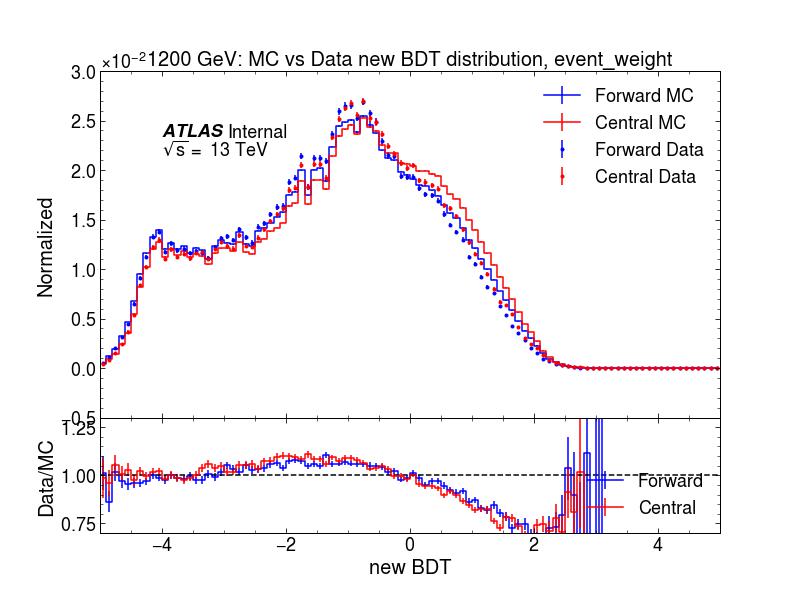 ×10⁻²1200 GeV: MC vs Data new BDT distribution, event_weight
3.0
2.5
2.0
1.5
1.0
0.5
0.0
−0.5
Normalized
ATLAS Internal
√s = 13 TeV
Forward MC
Central MC
Forward Data
Central Data
1.25
1.00
0.75
Data/MC
Forward
Central
−4
−2
0
2
4
new BDT